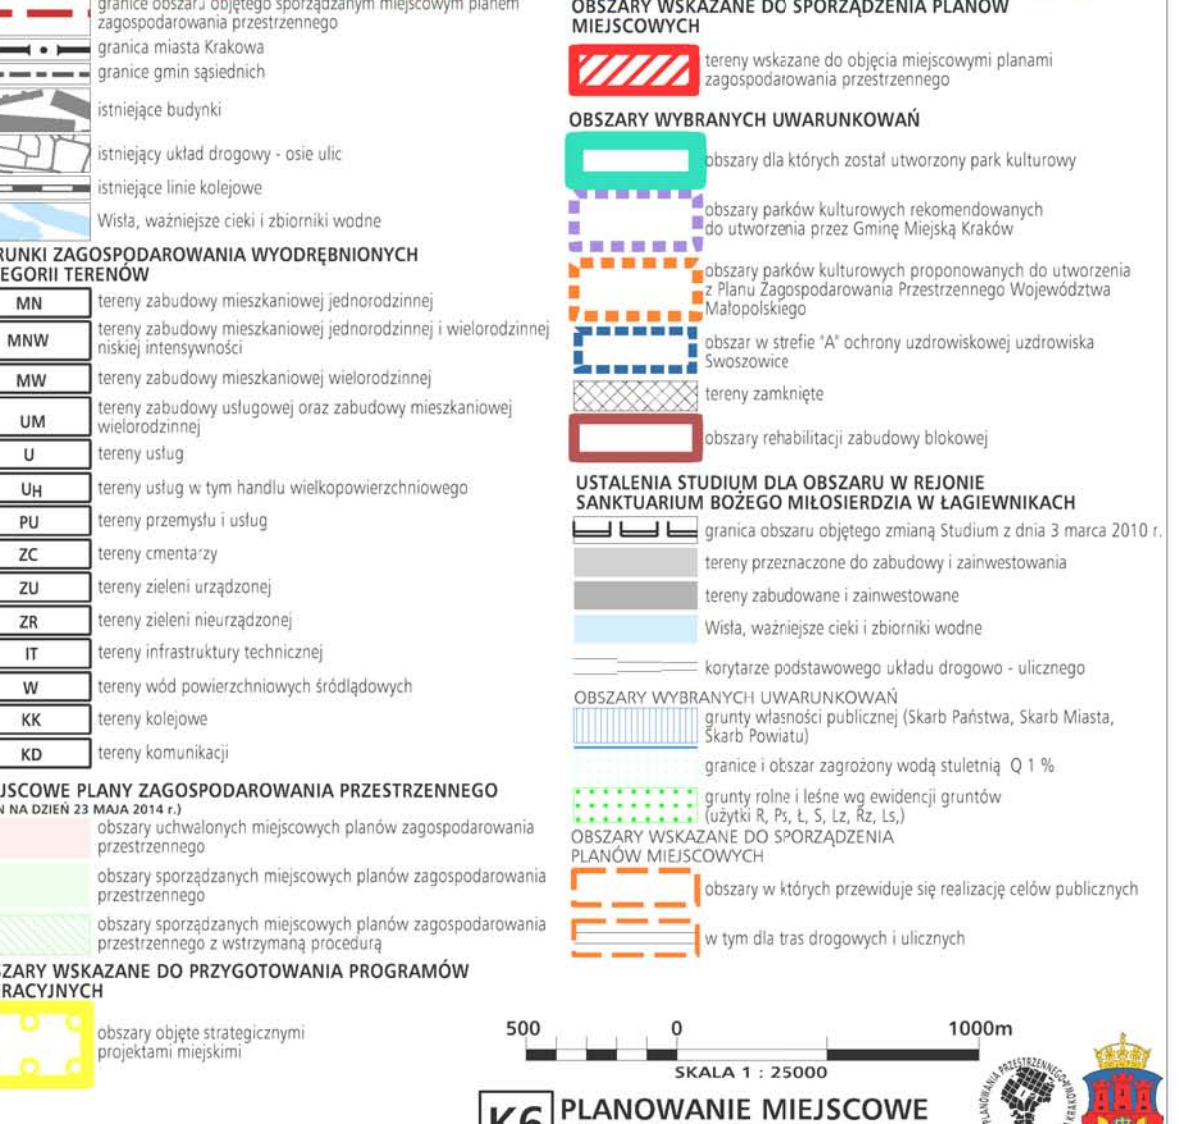 granice obszaru objętego sporządzanym miejscowym planem
zagospodarowania przestrzennego
granica miasta Krakowa
granice gmin sąsiednich
istniejące budynki
istniejący układ drogowy - osie ulic
istniejące linie kolejowe
Wisła, ważniejsze cieki i zbiorniki wodne
RUNKI ZAGOSPODAROWANIA WYODRĘBNIONYCH
EGORII TERENÓW
MN tereny zabudowy mieszkaniowej jednorodzinnej
MNW tereny zabudowy mieszkaniowej jednorodzinnej i wielorodzinnej
niskiej intensywności
MW tereny zabudowy mieszkaniowej wielorodzinnej
UM tereny zabudowy usługowej oraz zabudowy mieszkaniowej
wielorodzinnej
U tereny usług
UH tereny usług w tym handlu wielkopowierzchniowego
PU tereny przemysłu i usług
ZC tereny cmentarzy
ZU tereny zieleni urządzonej
ZR tereny zieleni nieurządzonej
IT tereny infrastruktury technicznej
W tereny wód powierzchniowych śródlądowych
KK tereny kolejowe
KD tereny komunikacji
JSCOWE PLANY ZAGOSPODAROWANIA PRZESTRZENNEGO
N NA DZIEŃ 23 MAJA 2014 r.)
obszary uchwalonych miejscowych planów zagospodarowania
przestrzennego
obszary sporządzanych miejscowych planów zagospodarowania
przestrzennego
obszary sporządzanych miejscowych planów zagospodarowania
przestrzennego z wstrzymaną procedurą
SZARY WSKAZANE DO PRZYGOTOWANIA PROGRAMÓW
RACYJNYCH
obszary objęte strategicznymi
projektami miejskimi
OBSZARY WSKAZANE DO SPORZĄDZENIA PLANÓW
MIEJSCOWYCH
tereny wskazane do objęcia miejscowymi planami
zagospodarowania przestrzennego
OBSZARY WYBRANYCH UWARUNKOWAŃ
obszary dla których został utworzony park kulturowy
obszary parków kulturowych rekomendowanych
do utworzenia przez Gminę Miejską Kraków
obszary parków kulturowych proponowanych do utworzenia
z Planu Zagospodarowania Przestrzennego Województwa
Małopolskiego
obszar w strefie "A" ochrony uzdrowiskowej uzdrowiska
Swoszowice
tereny zamknięte
obszary rehabilitacji zabudowy blokowej
USTALENIA STUDIUM DLA OBSZARU W REJONIE
SANKTUARIUM BOŻEGO MIŁOSIERDZIA W ŁAGIEWNIKACH
granica obszaru objętego zmianą Studium z dnia 3 marca 2010 r.
tereny przeznaczone do zabudowy i zainwestowania
tereny zabudowane i zainwestowane
Wisła, ważniejsze cieki i zbiorniki wodne
korytarze podstawowego układu drogowo - ulicznego
OBSZARY WYBRANYCH UWARUNKOWAŃ
grunty własności publicznej (Skarb Państwa, Skarb Miasta,
Skarb Powiatu)
granice i obszar zagrożony wodą stuletnią Q 1 %
grunty rolne i leśne wg ewidencji gruntów
(użytki R, Ps, Ł, S, Lz, Rz, Ls,)
OBSZARY WSKAZANE DO SPORZĄDZENIA
PLANÓW MIEJSCOWYCH
obszary w których przewiduje się realizację celów publicznych
w tym dla tras drogowych i ulicznych
500 0 1000m
SKALA 1 : 25000
K6 PLANOWANIE MIEJSCOWE